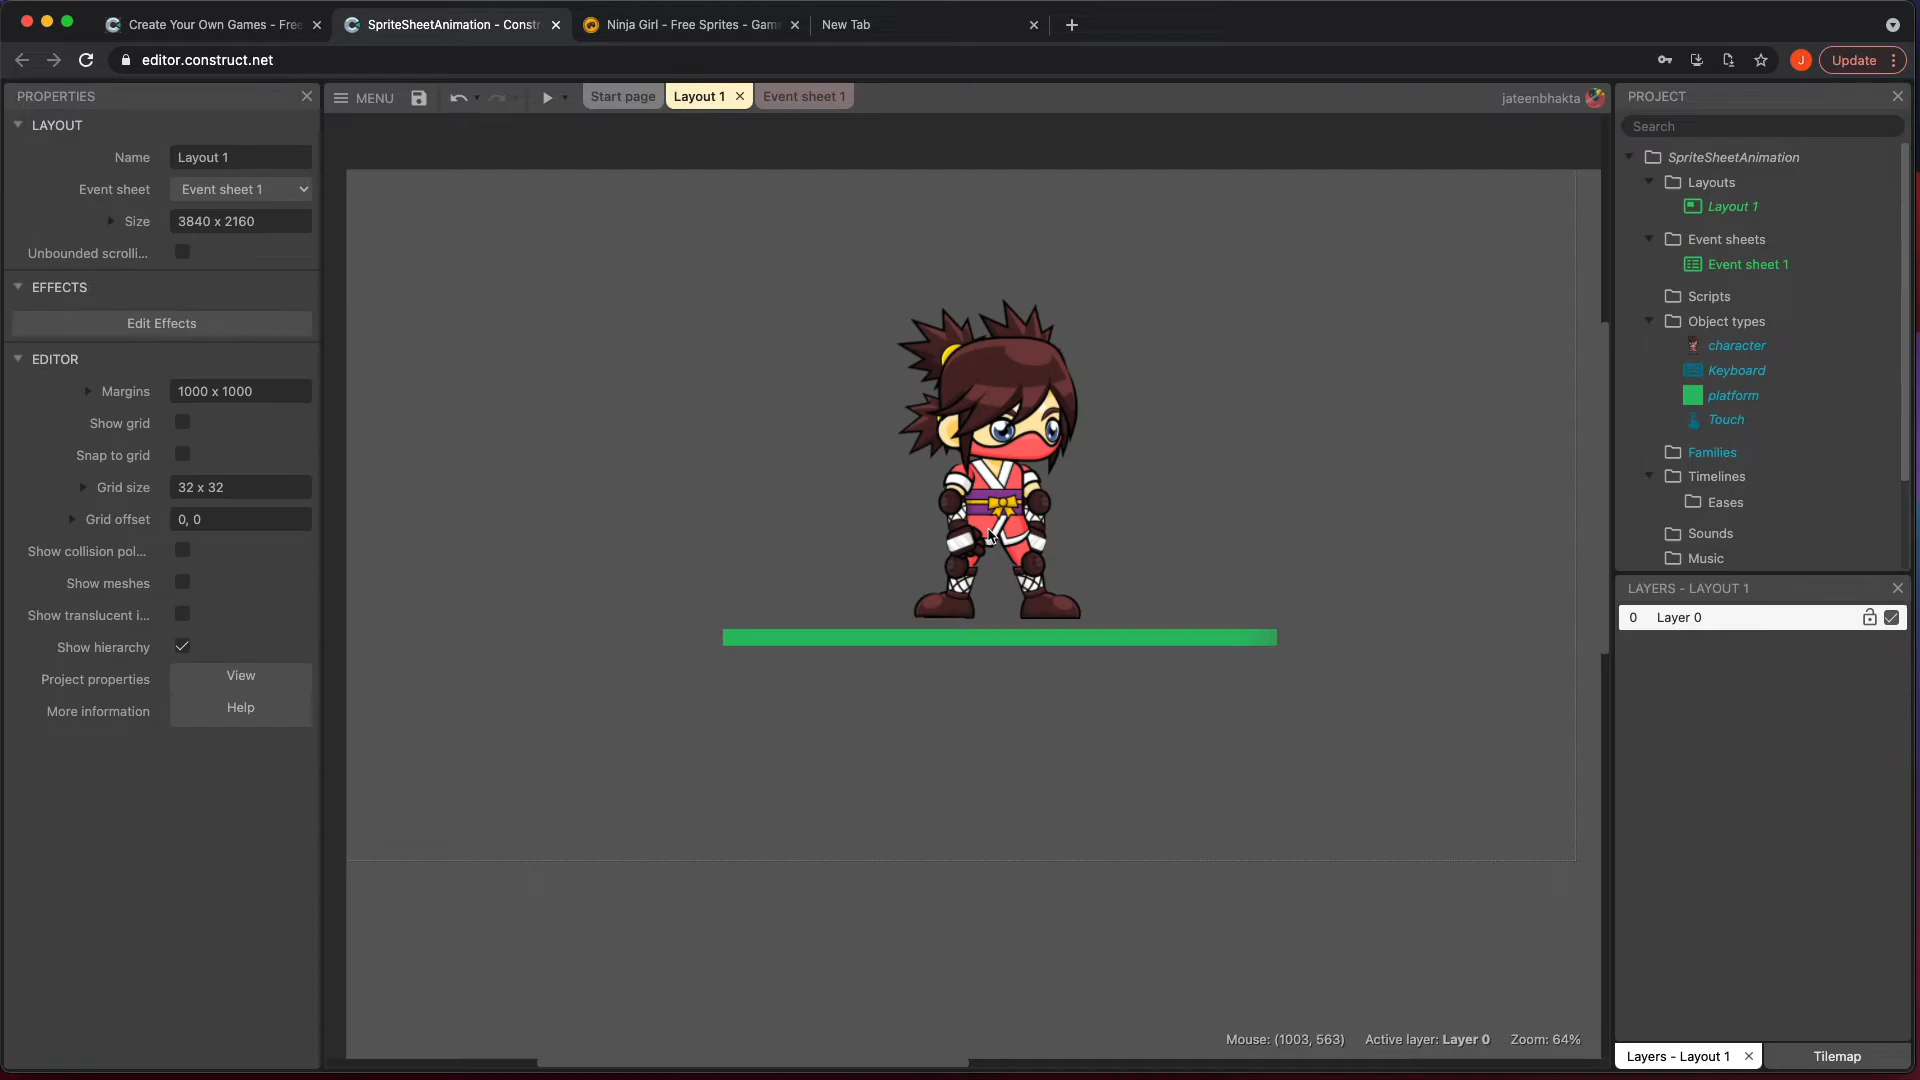 Create Your Own Games - Free
SpriteSheetAnimation - Constr
Ninja Girl - Free Sprites - Gam
New Tab
editor.construct.net
J
Update
PROPERTIES
LAYOUT
Name
Layout 1
Event sheet
Event sheet 1
Size
3840 x 2160
Unbounded scrolli...
EFFECTS
Edit Effects
EDITOR
Margins
1000 x 1000
Show grid
Snap to grid
Grid size
32 x 32
Grid offset
0, 0
Show collision pol...
Show meshes
Show translucent i...
Show hierarchy
Project properties
View
More information
Help
MENU
Start page
Layout 1
Event sheet 1
jateenbhakta
Mouse: (1003, 563)
Active layer: Layer 0
Zoom: 64%
PROJECT
Search
SpriteSheetAnimation
Layouts
Layout 1
Event sheets
Event sheet 1
Scripts
Object types
character
Keyboard
platform
Touch
Families
Timelines
Eases
Sounds
Music
LAYERS - LAYOUT 1
0 Layer 0
Layers - Layout 1
Tilemap